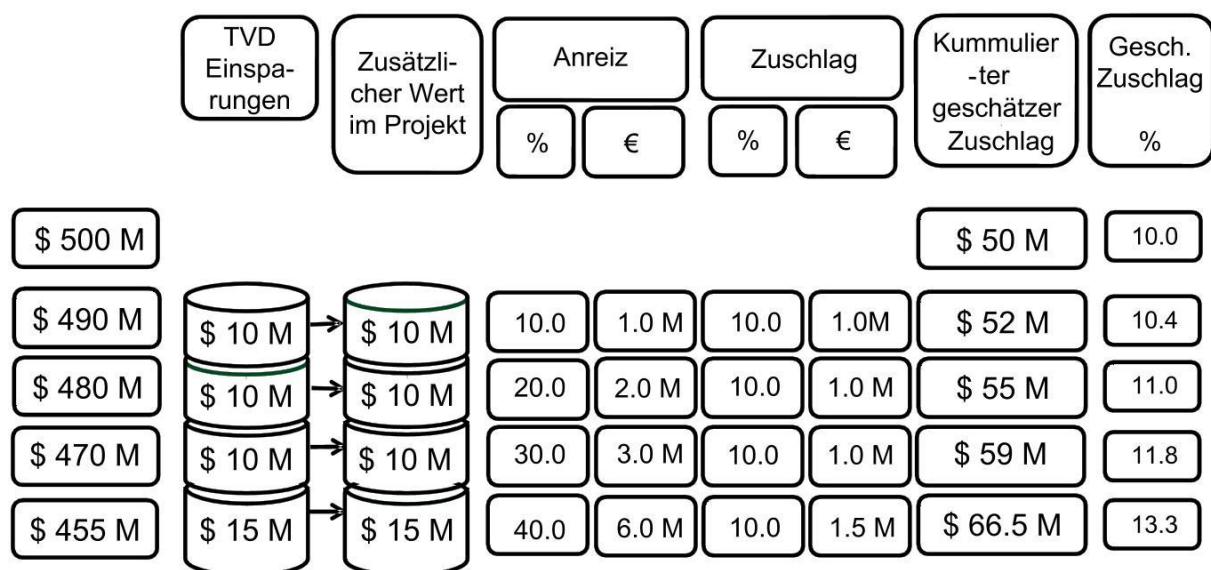 TVD
Einspa-
rungen
Zusätzli-
cher Wert
im Projekt
Anreiz
%
€
Zuschlag
%
€
Kummulier
-ter
geschätzer
Zuschlag
Gesch.
Zuschlag
%
$ 500 M $ 50 M 10.0
$ 490 M $ 10 M $ 10 M 10.0 1.0 M 10.0 1.0M $ 52 M 10.4
$ 480 M $ 10 M $ 10 M 20.0 2.0 M 10.0 1.0 M $ 55 M 11.0
$ 470 M $ 10 M $ 10 M 30.0 3.0 M 10.0 1.0 M $ 59 M 11.8
$ 455 M $ 15 M $ 15 M 40.0 6.0 M 10.0 1.5 M $ 66.5 M 13.3